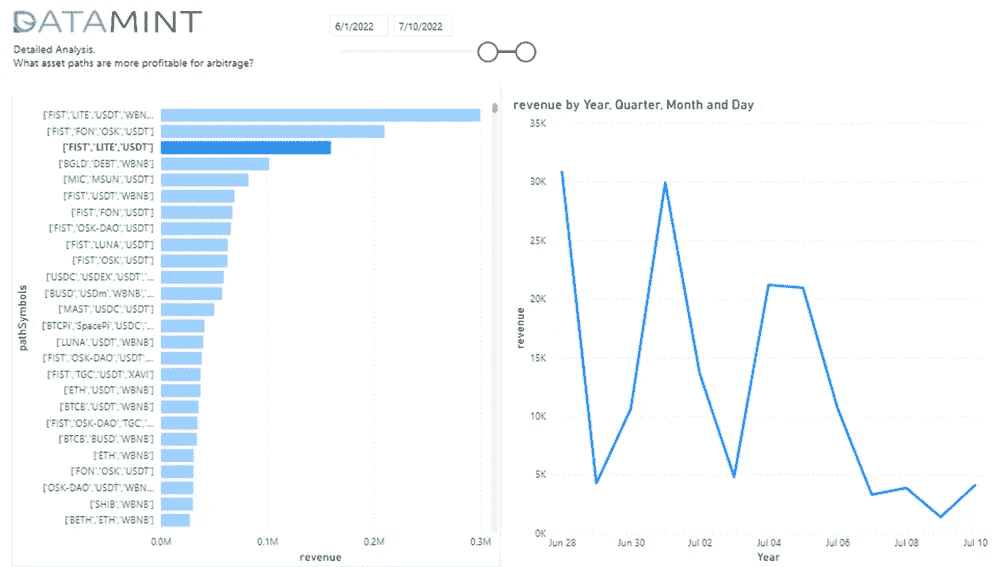 DATAMINT
6/1/2022
7/10/2022
Detailed Analysis.
What asset paths are more profitable for arbitrage?
['FIST','LITE','USDT','WBN...
['FIST','FON','OSK','USDT']
['FIST','LITE','USDT']
['BGLD','DEBT','WBNB']
['MIC','MSUN','USDT']
['FIST','USDT','WBNB']
['FIST','FON','USDT']
['FIST','OSK-DAO','USDT']
['FIST','LUNA','USDT']
['FIST','OSK','USDT']
['USDC','USDEX','USDT',...
['BUSD','USDm','WBNB',...
['MAST','USDC','USDT']
['BTCPi','SpacePi','USDC',...
['LUNA','USDT','WBNB']
['FIST','OSK-DAO','USDT',...
['FIST','TGC','USDT','XAVI']
['ETH','USDT','WBNB']
['BTCB','USDT','WBNB']
['FIST','OSK-DAO','TGC',...
['BTCB','BUSD','WBNB']
['ETH','WBNB']
['FON','OSK','USDT']
['OSK-DAO','USDT','WBN...
['SHIB','WBNB']
['BETH','ETH','WBNB']
pathSymbols
0.0M
0.1M
0.2M
0.3M
revenue
revenue by Year, Quarter, Month and Day
35K
30K
25K
20K
15K
10K
5K
0K
revenue
Jun 28
Jun 30
Jul 02
Jul 04
Jul 06
Jul 08
Jul 10
Year